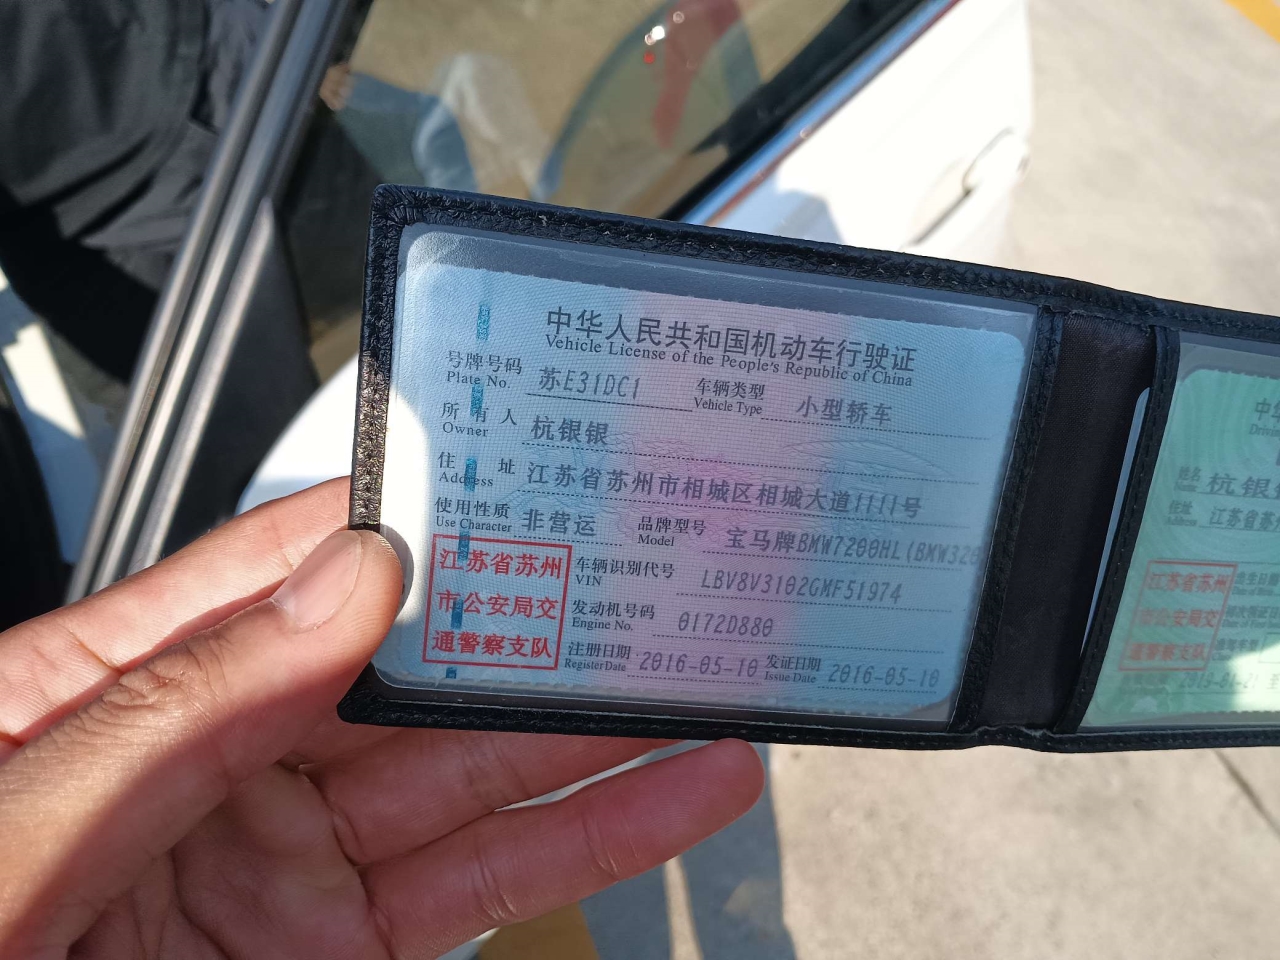 中华人民共和国机动车行驶证
Vehicle License of the People's Republic of China
号牌号码 苏E31DC1 车辆类型 小型轿车
Plate No. Vehicle Type
所有人 杭银银
Owner
住址 江苏省苏州市相城区相城大道1111号
Address
使用性质 非营运 品牌型号 宝马牌BMW7200HL(BMW320
Use Character Model
江苏省苏州
市公安局交
通警察支队
车辆识别代号 LBV8V3102GMF51974
VIN
发动机号码 0172D880
Engine No.
注册日期 2016-05-10 发证日期 2016-05-10
Register Date Issue Date
姓名 杭银
住址 江苏省苏
江苏省苏州
市公安局交
通警察支队